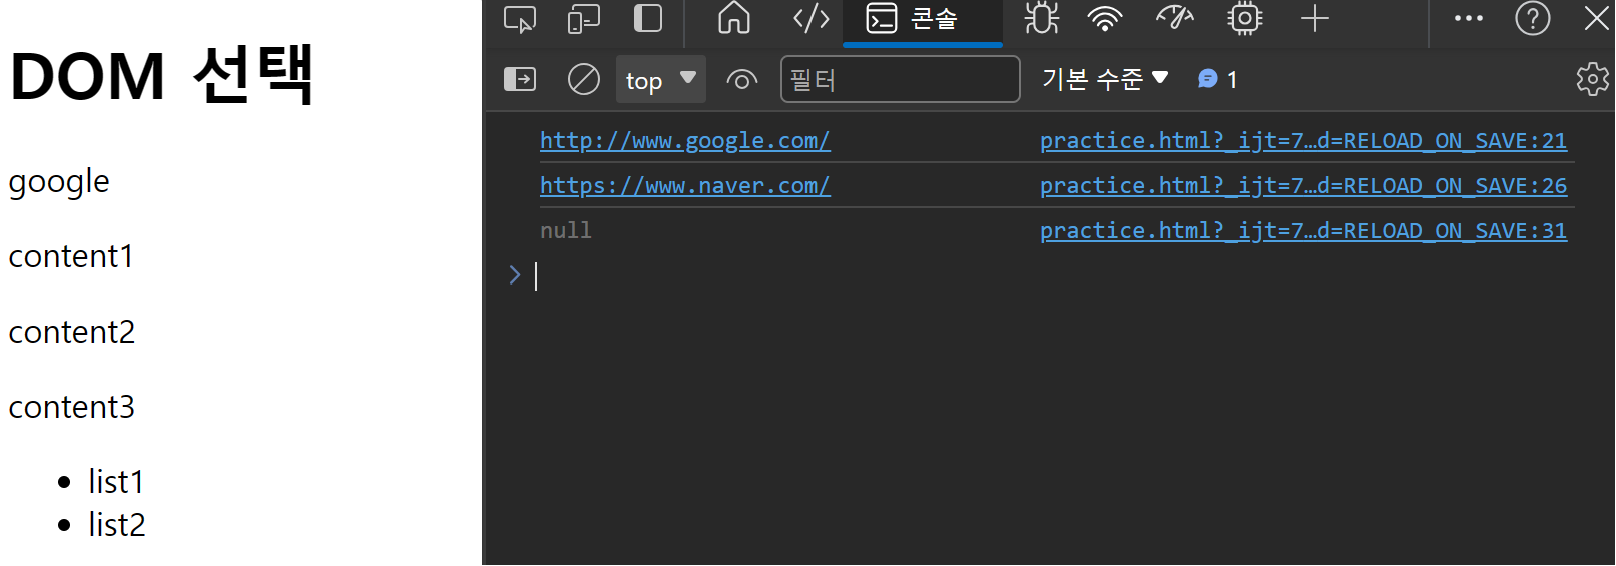 DOM 선택
google
content1
content2
content3
list1
list2
콘솔
top 필터 기본 수준 1
http://www.google.com/ practice.html?_ijt=7…d=RELOAD_ON_SAVE:21
https://www.naver.com/ practice.html?_ijt=7…d=RELOAD_ON_SAVE:26
null practice.html?_ijt=7…d=RELOAD_ON_SAVE:31